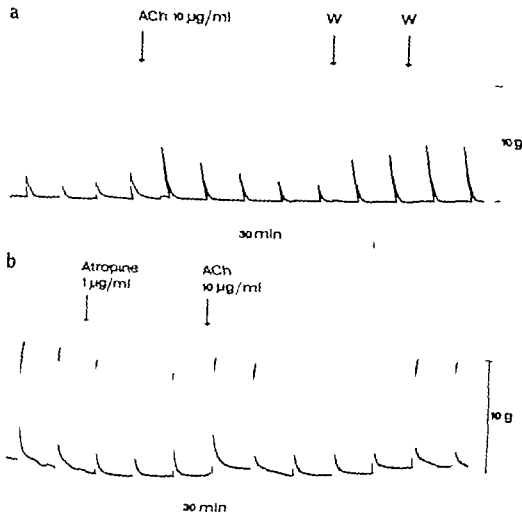 a
ACh 10 µg/ml
W
W
10 g
30 min
b
Atropine
1 µg/ml
ACh
10 µg/ml
10 g
30 min